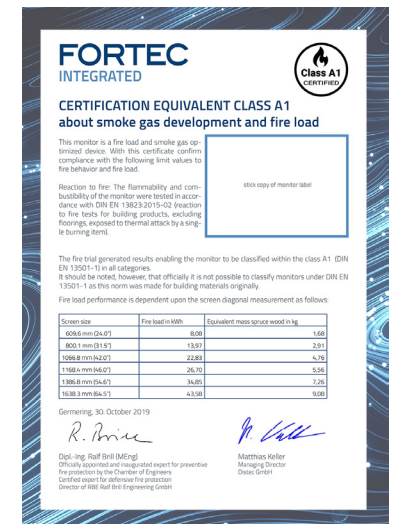 FORTEC
INTEGRATED
Class A1
CERTIFIED
CERTIFICATION EQUIVALENT CLASS A1
about smoke gas development and fire load
This monitor is a fire load and smoke gas op-
timized device. With this certificate confirm
compliance with the following limit values to
fire behavior and fire load.
Reaction to fire: The flammability and com-
bustibility of the monitor were tested in accor-
dance with DIN EN 13823:2015-02 (reaction
to fire tests for building products, excluding
floorings, exposed to thermal attack by a sing-
le burning item).
stick copy of monitor label
The fire trial generated results enabling the monitor to be classified within the class A1 (DIN
EN 13501-1) in all categories.
It should be noted, however, that officially it is not possible to classify monitors under DIN EN
13501-1 as this norm was made for building materials originally.
Fire load performance is dependent upon the screen diagonal measurement as follows:
Screen size Fire load in kWh Equivalent mass spruce wood in kg
609,6 mm (24.0") 8,08 1,68
800.1 mm (31.5") 13,97 2,91
1066.8 mm (42.0") 22,83 4,76
1168.4 mm (46.0") 26,70 5,56
1386.8 mm (54.6") 34,85 7,26
1638.3 mm (64.5") 43,58 9,08
Germering, 30. October 2019
R. Brill
Dipl.-Ing. Ralf Brill (MEng)
Officially appointed and inaugurated expert for preventive
fire protection by the Chamber of Engineers
Certified expert for defensive fire protection
Director of RBE Ralf Brill Engineering GmbH
Matthias Keller
Managing Director
Distec GmbH